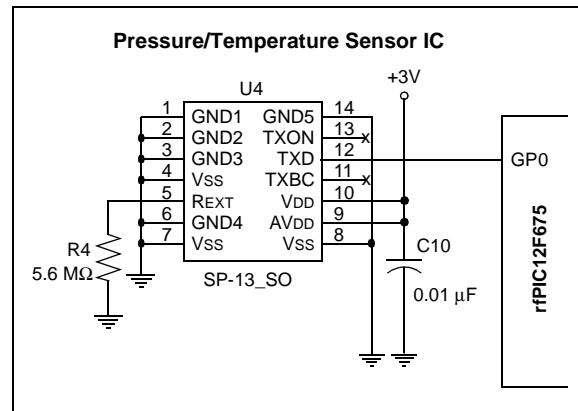 Pressure/Temperature Sensor IC
+3V
U4
1 GND1 GND5 14
2 GND2 TXON 13 x
3 GND3 TXD 12 GP0
4 VSS TXBC 11 x
5 REXT VDD 10
6 GND4 AVDD 9
7 VSS VSS 8
R4
5.6 MΩ
C10
0.01 µF
SP-13_SO
rfPIC12F675